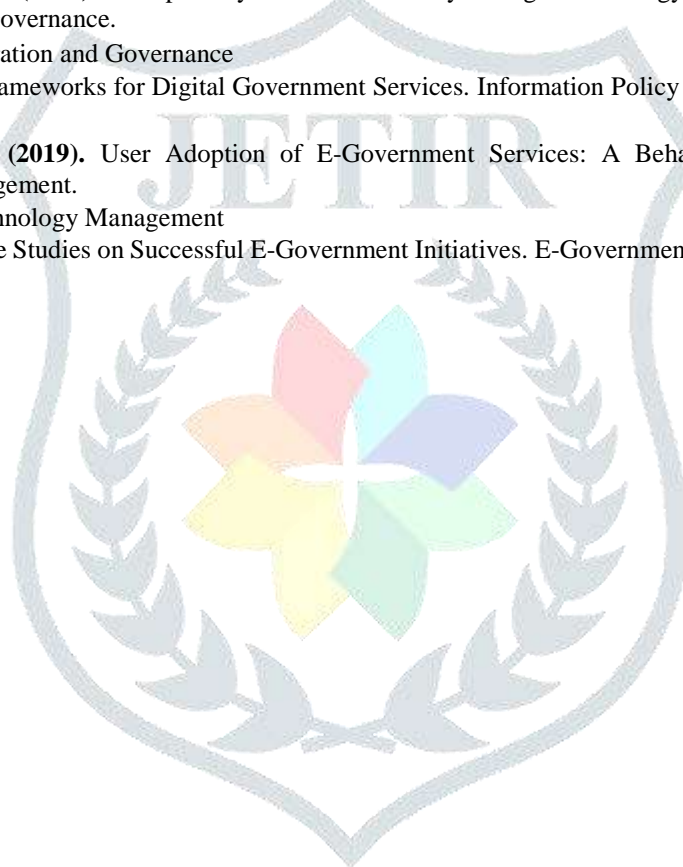 overnance.
ation and Governance
ameworks for Digital Government Services. Information Policy
(2019). User Adoption of E-Government Services: A Beha
gement.
hnology Management
e Studies on Successful E-Government Initiatives. E-Governmen
JETIR